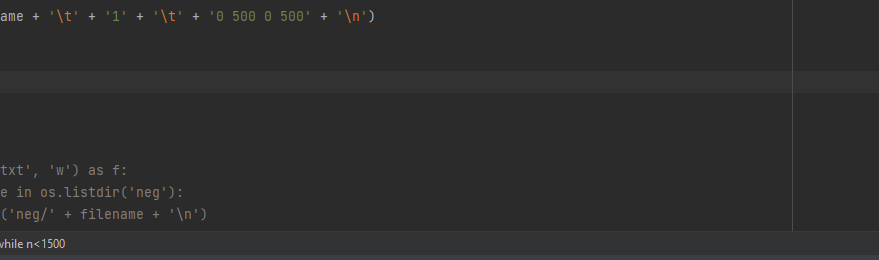 ame + '\t' + '1' + '\t' + '0 500 0 500' + '\n')
txt', 'w') as f:
e in os.listdir('neg'):
('neg/' + filename + '\n')
while n<1500